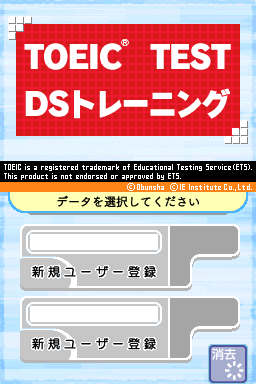 TOEIC® TEST
DSトレーニング
TOEIC is a registered trademark of Educational Testing Service(ETS).
This product is not endorsed or approved by ETS.
©Obunsha ©IE Institute Co.,Ltd.
データを選択してください
新規ユーザー登録
新規ユーザー登録
消去